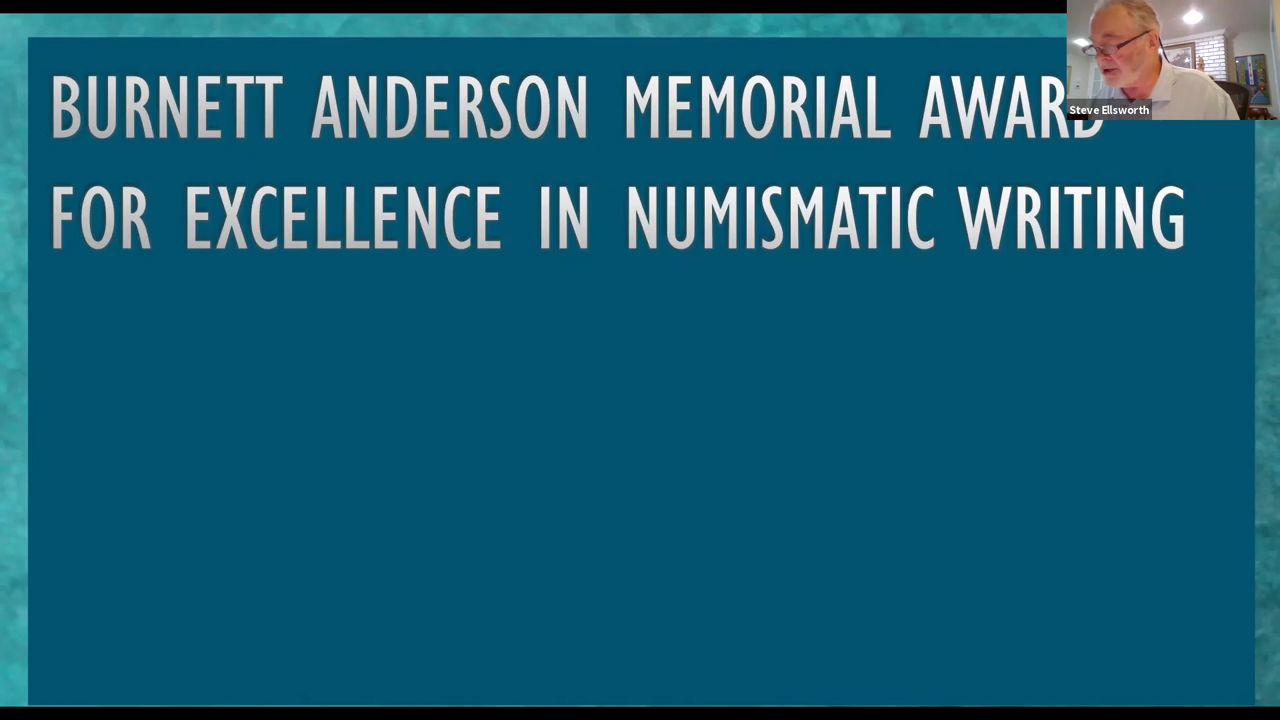 BURNETT ANDERSON MEMORIAL AWARD
FOR EXCELLENCE IN NUMISMATIC WRITING
Steve Ellsworth